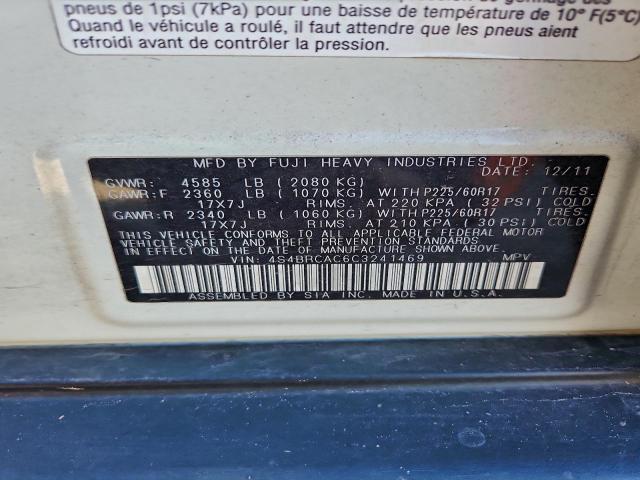 pneus de 1psi (7kPa) pour une baisse de température de 10° F(5°C)
Quand le véhicule a roulé, il faut attendre que les pneus aient
refroidi avant de contrôler la pression.
MFD BY FUJI HEAVY INDUSTRIES LTD.
DATE: 12/11
GVWR: 4585 LB ( 2080 KG)
GAWR:F 2360 LB ( 1070 KG) WITH P225/60R17 TIRES.
17X7J RIMS. AT 220 KPA ( 32 PSI) COLD
GAWR:R 2340 LB ( 1060 KG) WITH P225/60R17 TIRES.
17X7J RIMS. AT 210 KPA ( 30 PSI) COLD
THIS VEHICLE CONFORMS TO ALL APPLICABLE FEDERAL MOTOR
VEHICLE SAFETY AND THEFT PREVENTION STANDARDS
IN EFFECT ON THE DATE OF MANUFACTURE SHOWN ABOVE.
VIN: 4S4BRCAC6C3241469 MPV
ASSEMBLED BY SIA INC. MADE IN U.S.A.